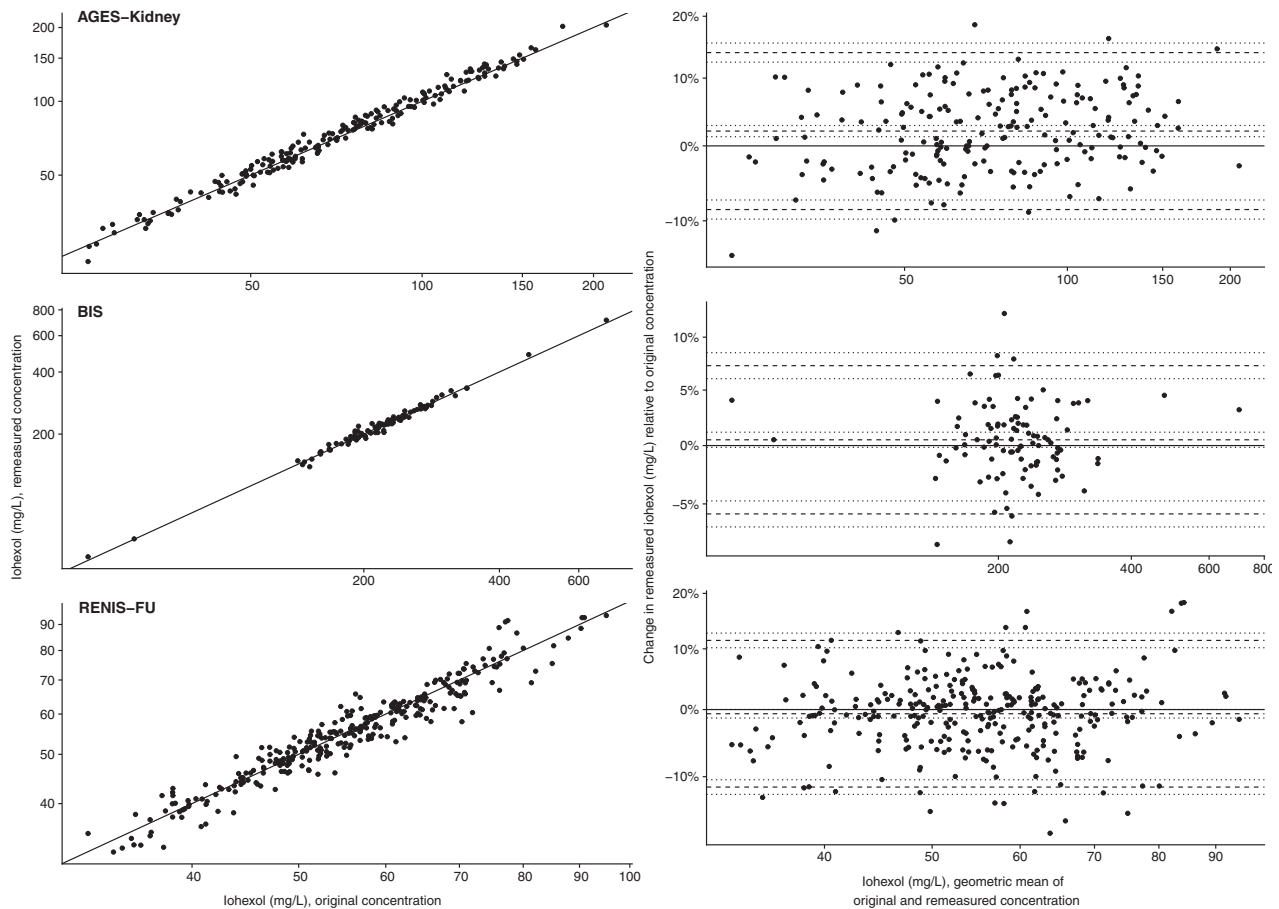 AGES−Kidney
200
150
100
50
50 100 150 200
20%
10%
0%
−10%
50 100 150 200
BIS
800
600
400
200
200 400 600
10%
5%
0%
−5%
200 400 600 800
RENIS−FU
90
80
70
60
50
40
40 50 60 70 80 90 100
20%
10%
0%
−10%
40 50 60 70 80 90
Iohexol (mg/L), remeasured concentration
Change in remeasured iohexol (mg/L) relative to original concentration
Iohexol (mg/L), original concentration
Iohexol (mg/L), geometric mean of
original and remeasured concentration